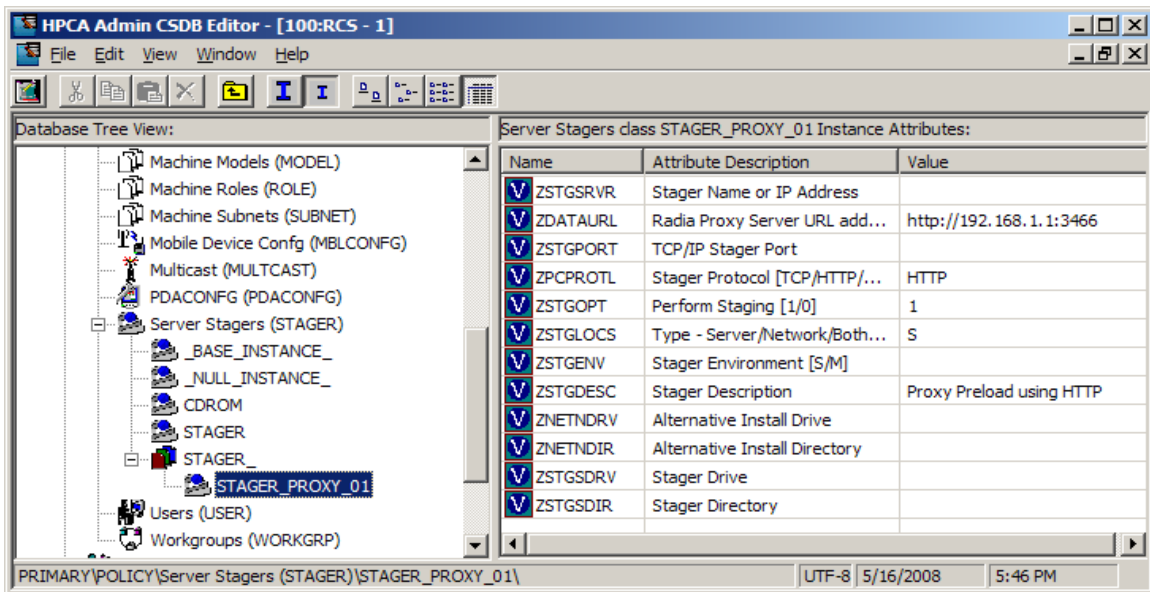 HPCA Admin CSDB Editor - [100:RCS - 1]
File Edit View Window Help
Database Tree View:
Server Stagers class STAGER_PROXY_01 Instance Attributes:
Machine Models (MODEL)
Machine Roles (ROLE)
Machine Subnets (SUBNET)
Mobile Device Confg (MBLCONFG)
Multicast (MULTCAST)
PDACONFG (PDACONFG)
Server Stagers (STAGER)
_BASE_INSTANCE_
_NULL_INSTANCE_
CDROM
STAGER
STAGER_
STAGER_PROXY_01
Users (USER)
Workgroups (WORKGRP)
Name Attribute Description Value
ZSTGSRVR Stager Name or IP Address
ZDATAURL Radia Proxy Server URL add... http://192.168.1.1:3466
ZSTGPORT TCP/IP Stager Port
ZPCPROTL Stager Protocol [TCP/HTTP/... HTTP
ZSTGOPT Perform Staging [1/0] 1
ZSTGLOCS Type - Server/Network/Both... S
ZSTGENV Stager Environment [S/M]
ZSTGDESC Stager Description Proxy Preload using HTTP
ZNETNDRV Alternative Install Drive
ZNETNDIR Alternative Install Directory
ZSTGSDRV Stager Drive
ZSTGSDIR Stager Directory
PRIMARY\POLICY\Server Stagers (STAGER)\STAGER_PROXY_01\ UTF-8 5/16/2008 5:46 PM